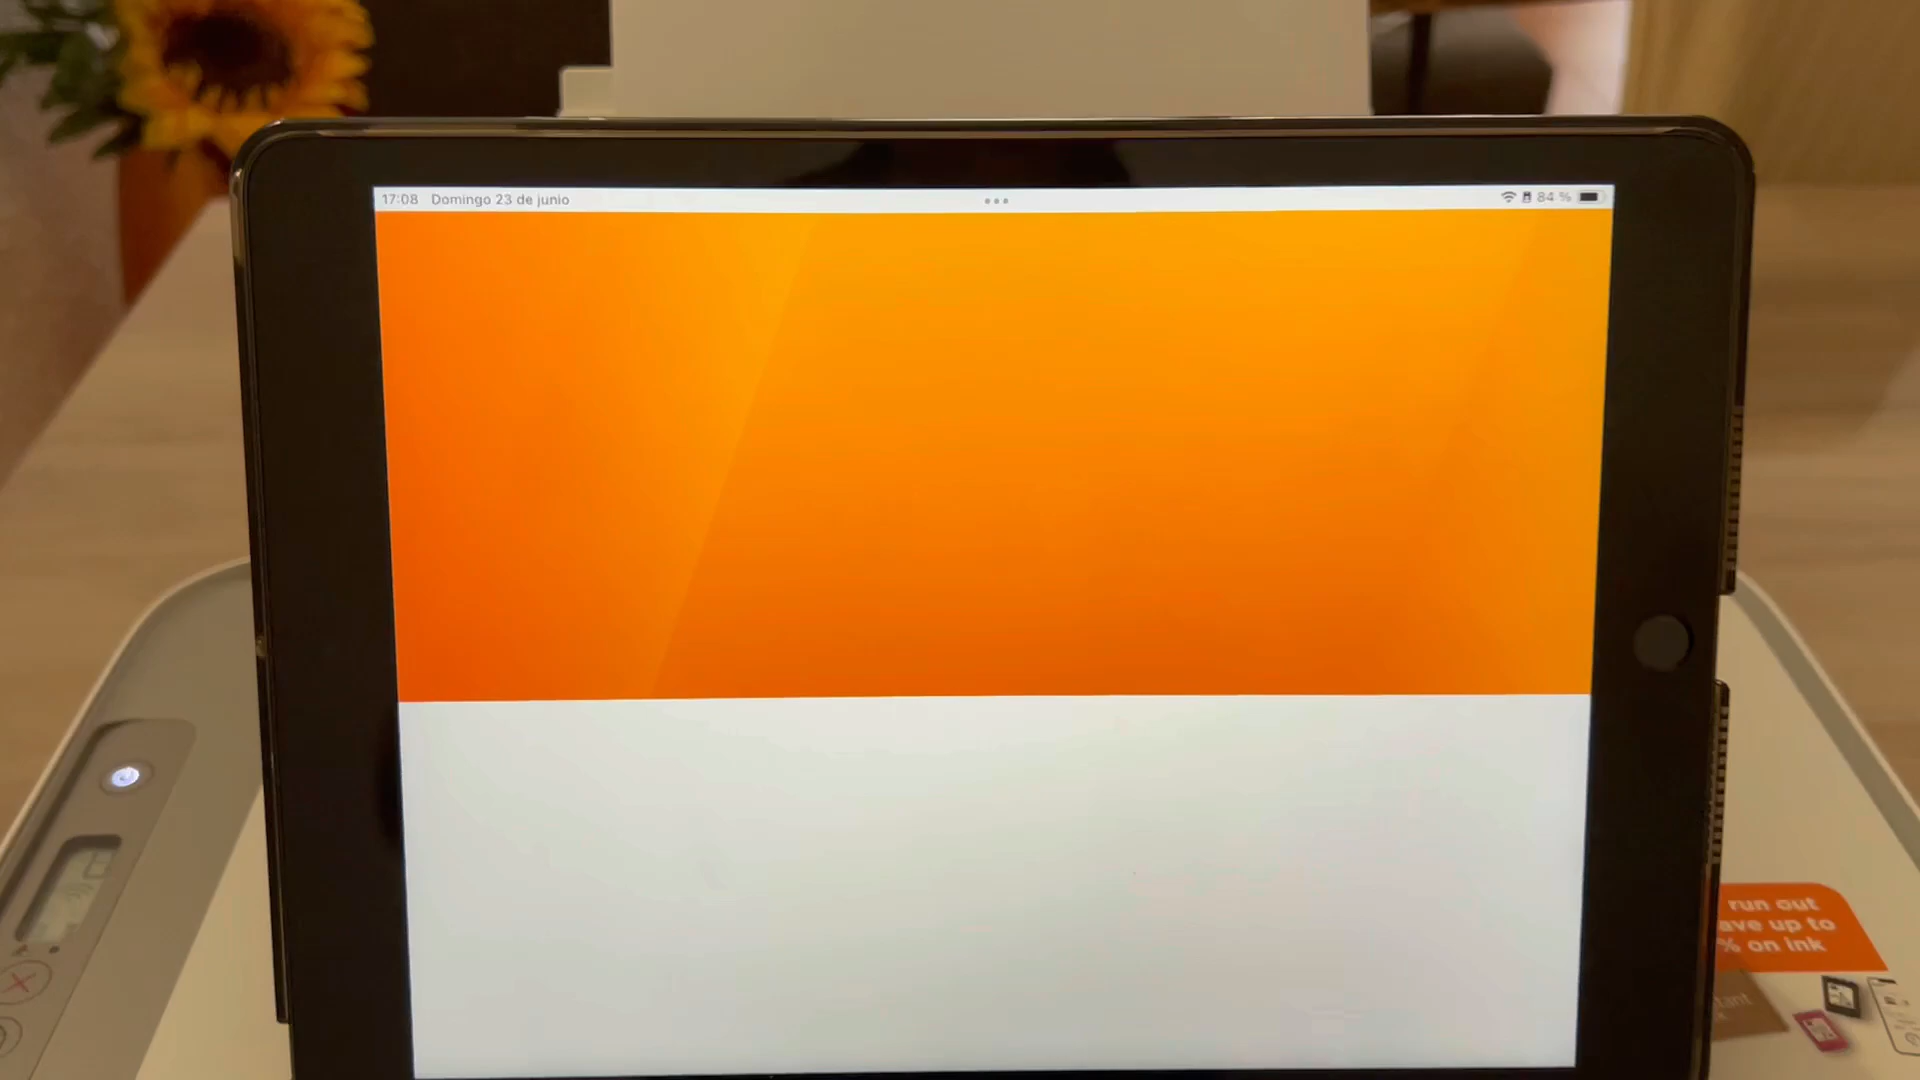 17:08 Domingo 23 de junio
84 %
run out
ave up to
% on ink